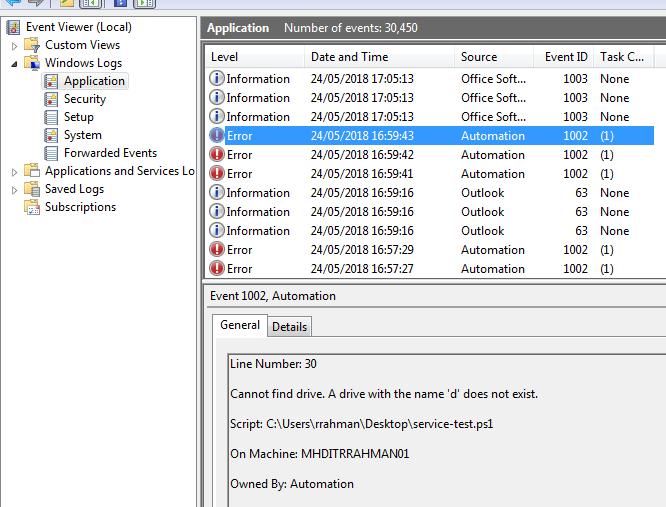 Event Viewer (Local)
Custom Views
Windows Logs
Application
Security
Setup
System
Forwarded Events
Applications and Services Lo
Saved Logs
Subscriptions
Application Number of events: 30,450
Level Date and Time Source Event ID Task C...
Information 24/05/2018 17:05:13 Office Soft... 1003 None
Information 24/05/2018 17:05:13 Office Soft... 1003 None
Information 24/05/2018 17:05:13 Office Soft... 1003 None
Error 24/05/2018 16:59:43 Automation 1002 (1)
Error 24/05/2018 16:59:42 Automation 1002 (1)
Error 24/05/2018 16:59:41 Automation 1002 (1)
Information 24/05/2018 16:59:16 Outlook 63 None
Information 24/05/2018 16:59:16 Outlook 63 None
Information 24/05/2018 16:59:16 Outlook 63 None
Error 24/05/2018 16:57:29 Automation 1002 (1)
Error 24/05/2018 16:57:27 Automation 1002 (1)
Event 1002, Automation
General Details
Line Number: 30
Cannot find drive. A drive with the name 'd' does not exist.
Script: C:\Users\rrahman\Desktop\service-test.ps1
On Machine: MHDITRRAHMAN01
Owned By: Automation